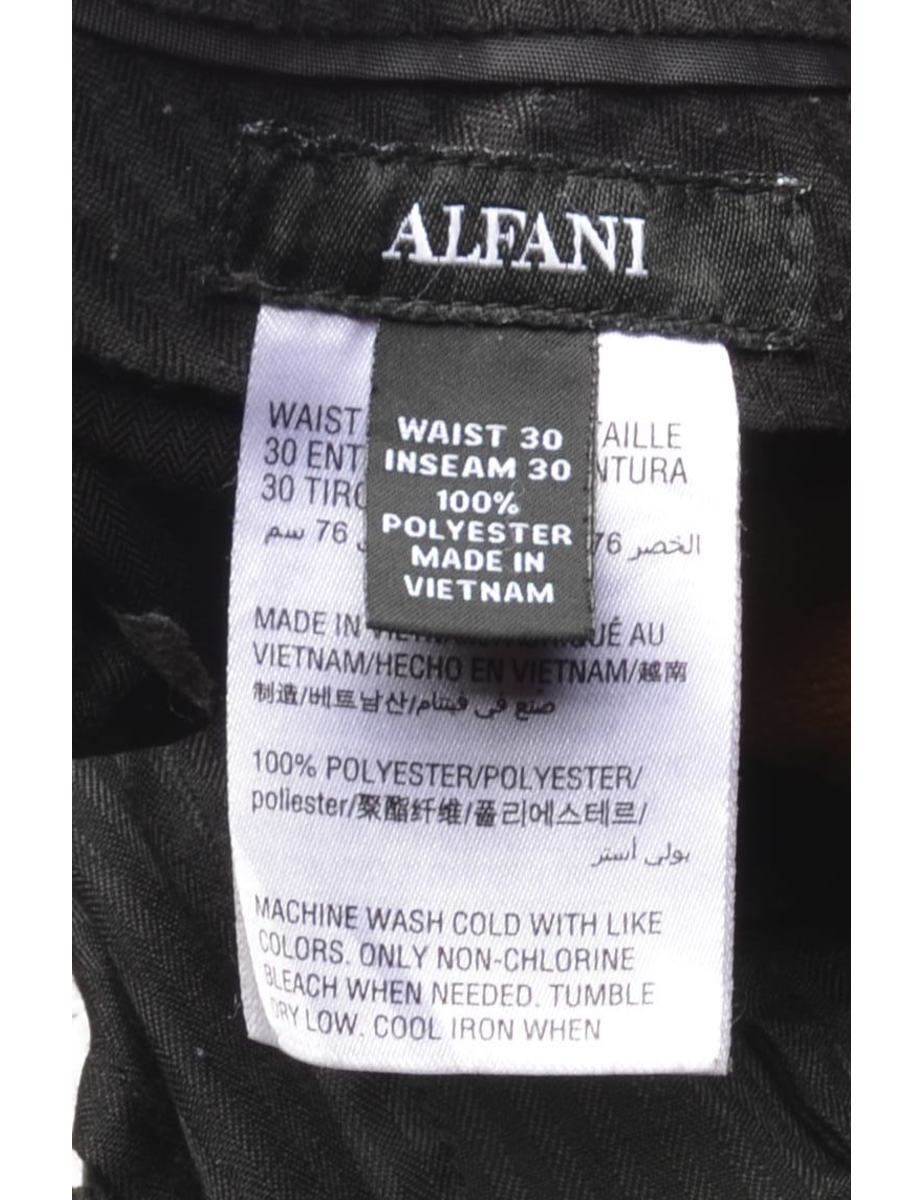 ALFANI
WAIST 30
INSEAM 30
100%
POLYESTER
MADE IN
VIETNAM
WAIST AILLE
30 ENT NTURA
30 TIRO
الخصر 76 76 سم
MADE IN QUÉ AU
VIETNAM/HECHO EN VIETNAM/越南
制造/베트남산/صنع في فيتنام
100% POLYESTER/POLYESTER/
poliester/聚酯纤维/폴리에스테르/
بولي أستر
MACHINE WASH COLD WITH LIKE
COLORS. ONLY NON-CHLORINE
BLEACH WHEN NEEDED. TUMBLE
DRY LOW. COOL IRON WHEN